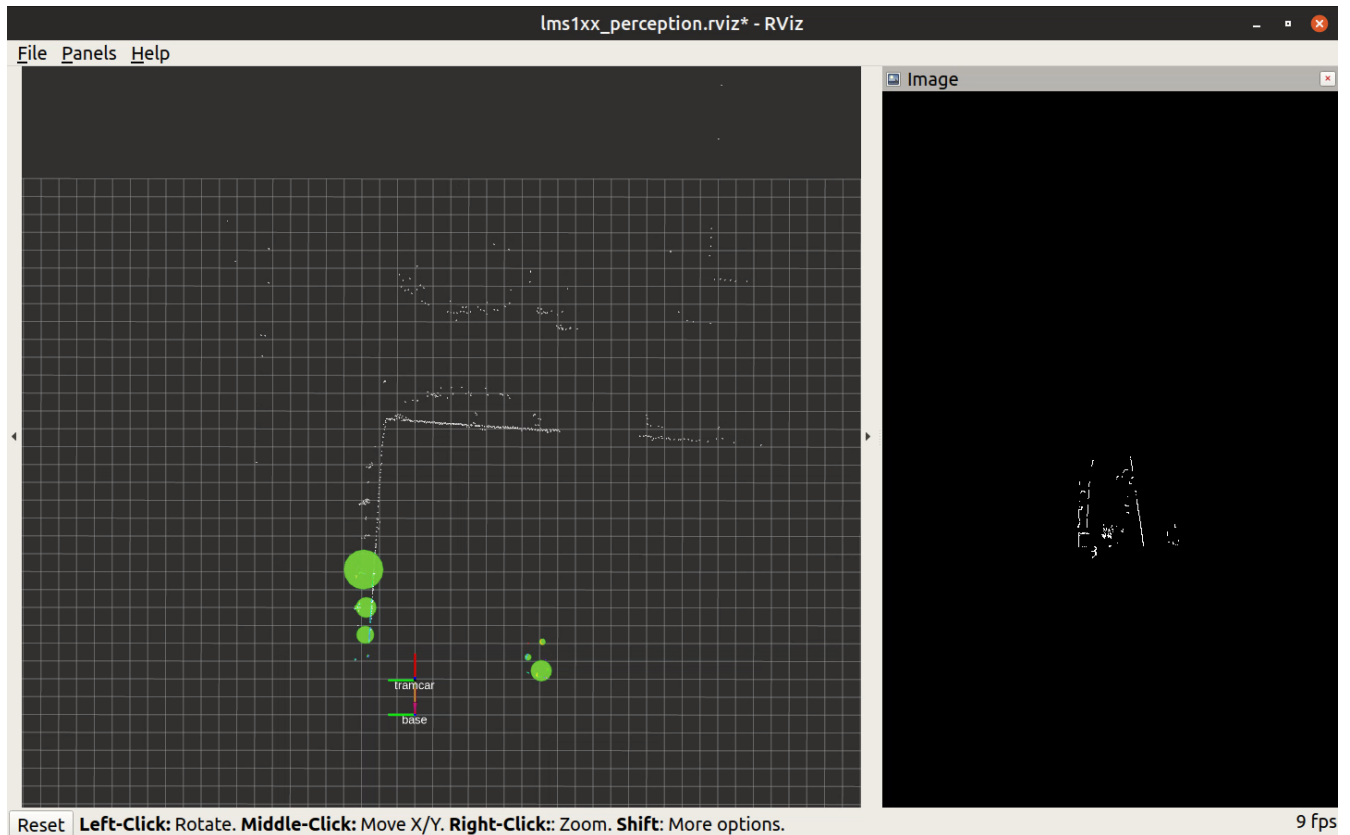 lms1xx_perception.rviz* - RViz
File Panels Help
Image
tramcar
base
Reset Left-Click: Rotate. Middle-Click: Move X/Y. Right-Click:: Zoom. Shift: More options. 9 fps